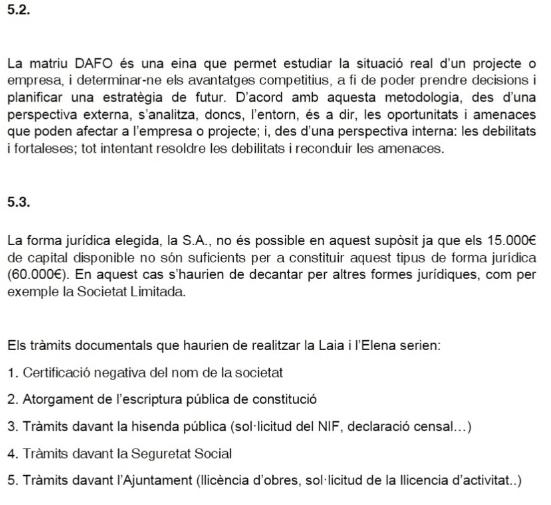 5.2.
La matriu DAFO és una eina que permet estudiar la situació real d'un projecte o
empresa, i determinar-ne els avantatges competitius, a fi de poder prendre decisions i
planificar una estratègia de futur. D'acord amb aquesta metodologia, des d'una
perspectiva externa, s'analitza, doncs, l'entorn, és a dir, les oportunitats i amenaces
que poden afectar a l'empresa o projecte; i, des d'una perspectiva interna: les debilitats
i fortaleses; tot intentant resoldre les debilitats i reconduir les amenaces.
5.3.
La forma jurídica elegida, la S.A., no és possible en aquest supòsit ja que els 15.000€
de capital disponible no són suficients per a constituir aquest tipus de forma jurídica
(60.000€). En aquest cas s'haurien de decantar per altres formes jurídiques, com per
exemple la Societat Limitada.
Els tràmits documentals que haurien de realitzar la Laia i l'Elena serien:
1. Certificació negativa del nom de la societat
2. Atorgament de l'escriptura pública de constitució
3. Tràmits davant la hisenda pública (sol·licitud del NIF, declaració censal…)
4. Tràmits davant la Seguretat Social
5. Tràmits davant l'Ajuntament (llicència d'obres, sol·licitud de la llicencia d'activitat..)